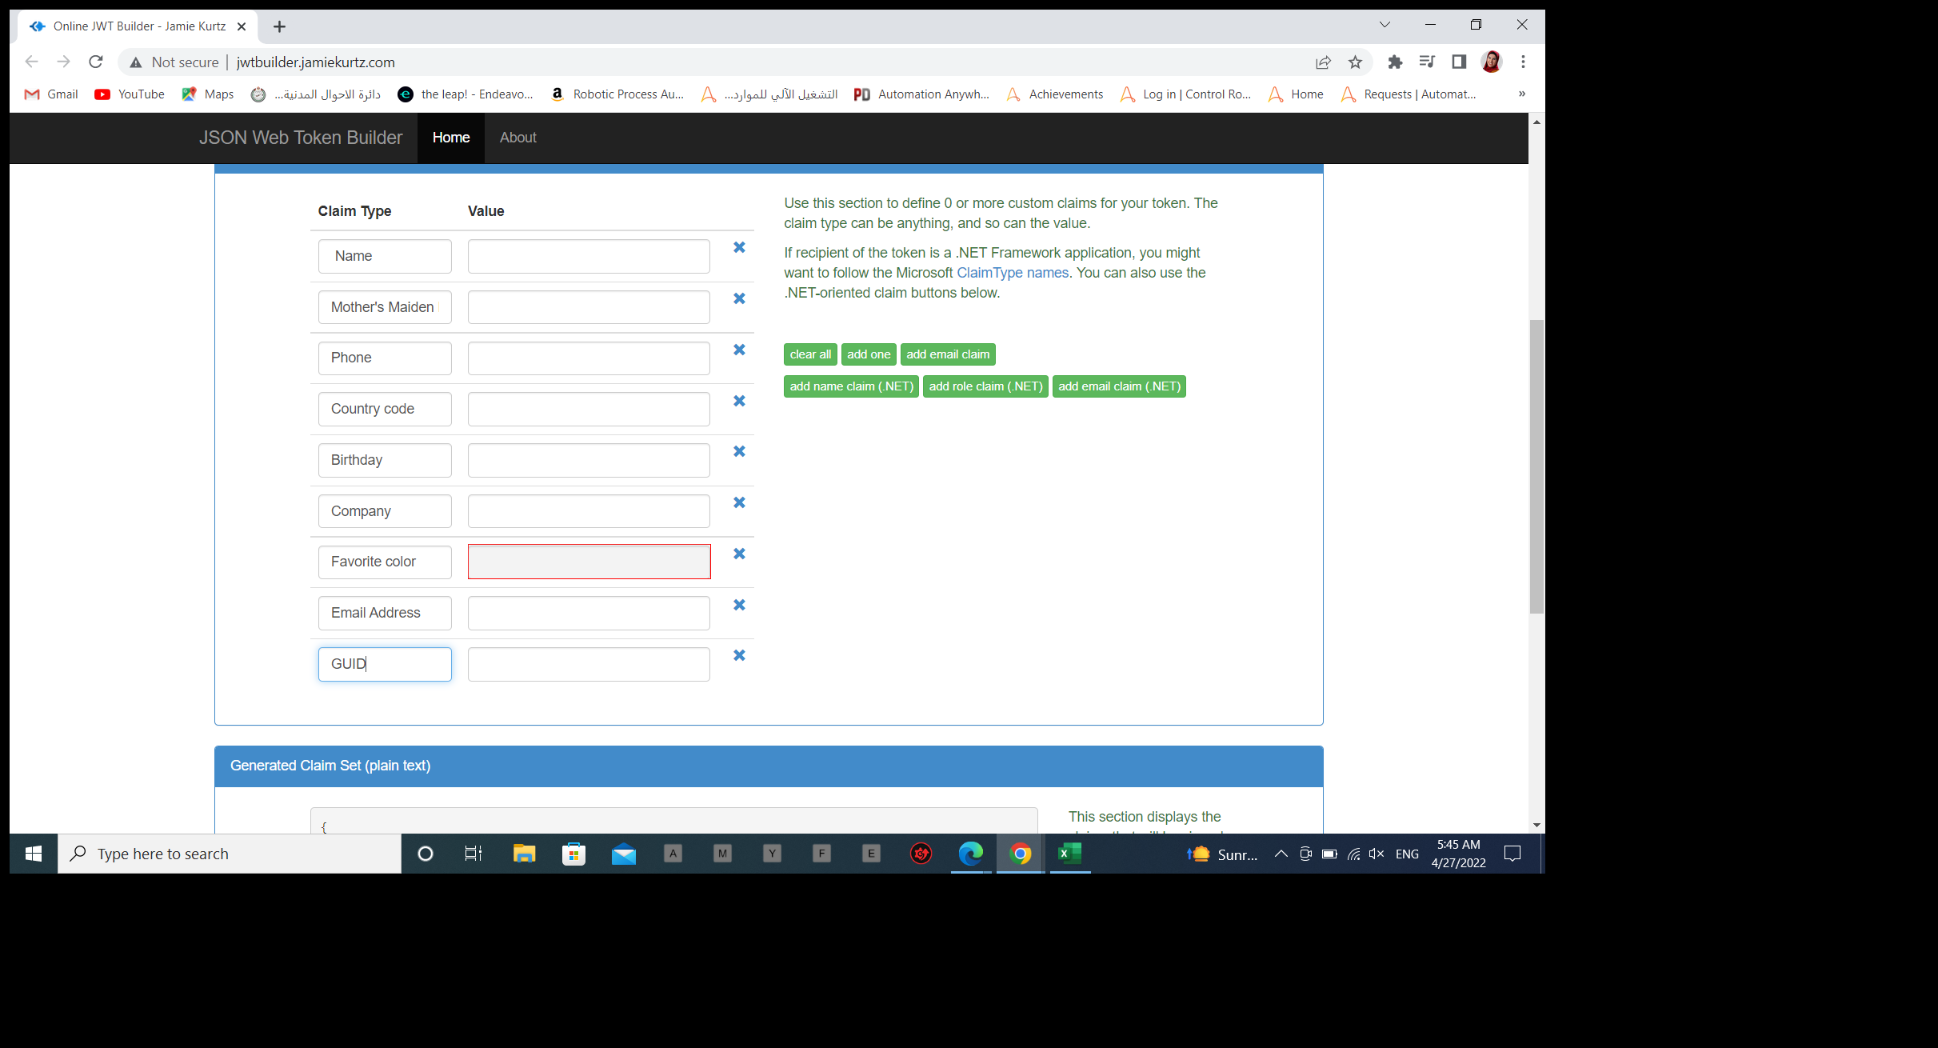 Online JWT Builder - Jamie Kurtz
Not secure | jwtbuilder.jamiekurtz.com
Gmail YouTube Maps دائرة الاحوال المدنية... the leap! - Endeavo... Robotic Process Au... التشغيل الآلي للموارد... Automation Anywh... Achievements Log in | Control Ro... Home Requests | Automat... »
JSON Web Token Builder Home About
Claim Type Value
Name
Mother's Maiden
Phone
Country code
Birthday
Company
Favorite color
Email Address
GUID
Use this section to define 0 or more custom claims for your token. The
claim type can be anything, and so can the value.
If recipient of the token is a .NET Framework application, you might
want to follow the Microsoft ClaimType names. You can also use the
.NET-oriented claim buttons below.
clear all add one add email claim
add name claim (.NET) add role claim (.NET) add email claim (.NET)
Generated Claim Set (plain text)
{
This section displays the
Type here to search
A M Y F E
Sunr... ENG 5:45 AM
4/27/2022